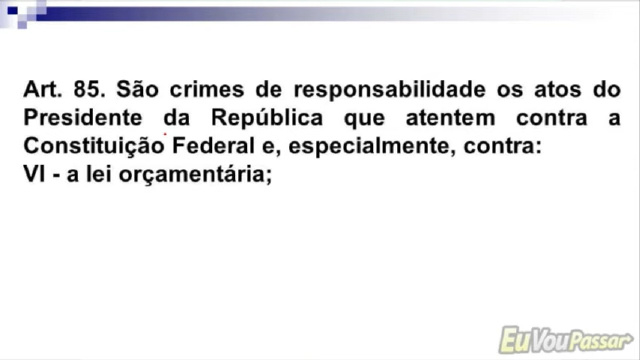 Art. 85. São crimes de responsabilidade os atos do
Presidente da República que atentem contra a
Constituição Federal e, especialmente, contra:
VI - a lei orçamentária;
EuVouPassar